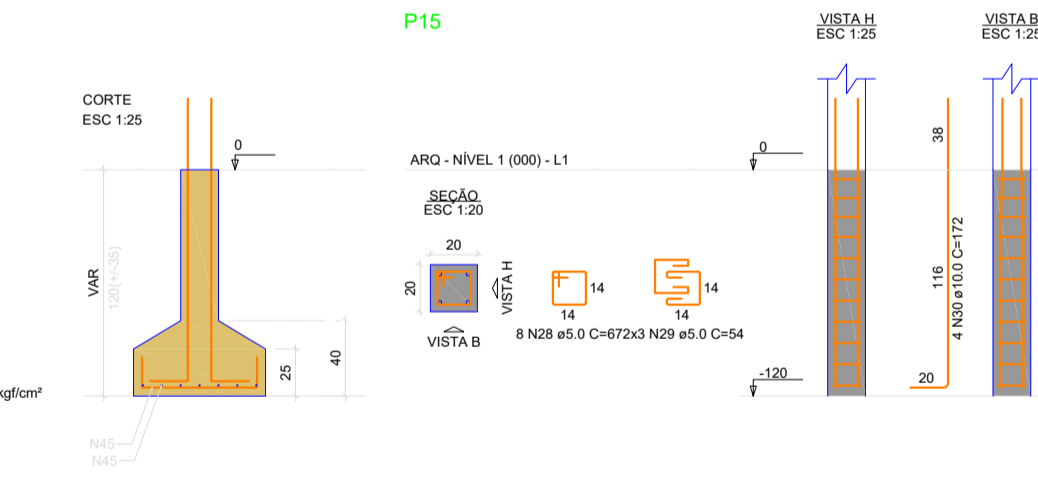 P15
VISTA H
ESC 1:25
VISTA B
ESC 1:25
CORTE
ESC 1:25
0
ARQ - NÍVEL 1 (000) - L1
0
38
SEÇÃO
ESC 1:20
20
20
VISTA H
VISTA B
14
14
14
14
8 N28 ø5.0 C=672x3 N29 ø5.0 C=54
VAR
120(+/-35)
116
4 N30 ø10.0 C=172
25
40
-120
20
kgf/cm²
N45
N45